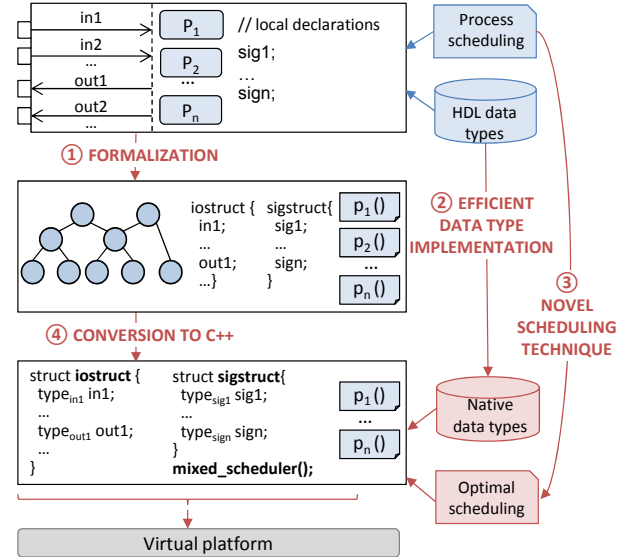 in1
in2
...
out1
out2
...
P1
P2
...
Pn
// local declarations
sig1;
...
sign;
Process
scheduling
HDL data
types
① FORMALIZATION
iostruct {
in1;
...
out1;
...}
sigstruct{
sig1;
...
sign;
}
p1()
p2()
...
pn()
② EFFICIENT
DATA TYPE
IMPLEMENTATION
③
NOVEL
SCHEDULING
TECHNIQUE
④ CONVERSION TO C++
struct iostruct {
typein1 in1;
...
typeout1 out1;
...
}
struct sigstruct{
typesig1 sig1;
...
typesign sign;
}
mixed_scheduler();
p1()
...
pn()
Native
data types
Optimal
scheduling
Virtual platform